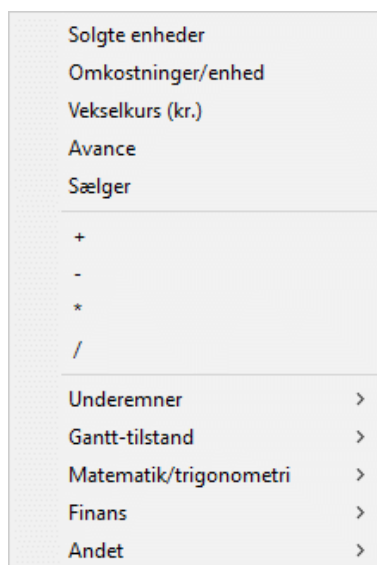 Solgte enheder
Omkostninger/enhed
Vekselkurs (kr.)
Avance
Sælger
+
-
*
/
Underemner
Gantt-tilstand
Matematik/trigonometri
Finans
Andet